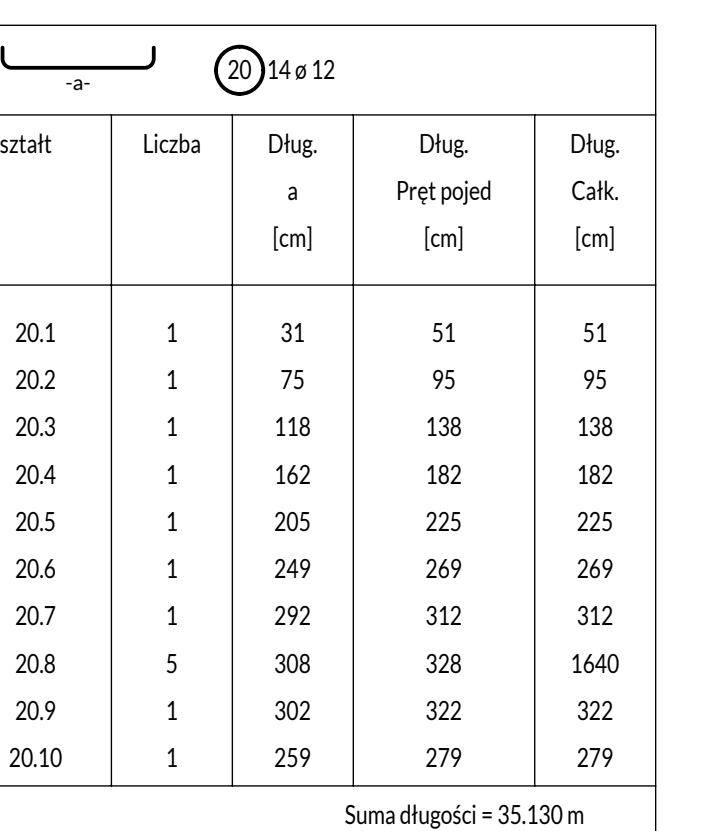 -a-
20 14 ø 12
ształt Liczba Dług. Dług. Dług.
a Pręt pojed Całk.
[cm] [cm] [cm]
20.1 1 31 51 51
20.2 1 75 95 95
20.3 1 118 138 138
20.4 1 162 182 182
20.5 1 205 225 225
20.6 1 249 269 269
20.7 1 292 312 312
20.8 5 308 328 1640
20.9 1 302 322 322
20.10 1 259 279 279
Suma długości = 35.130 m